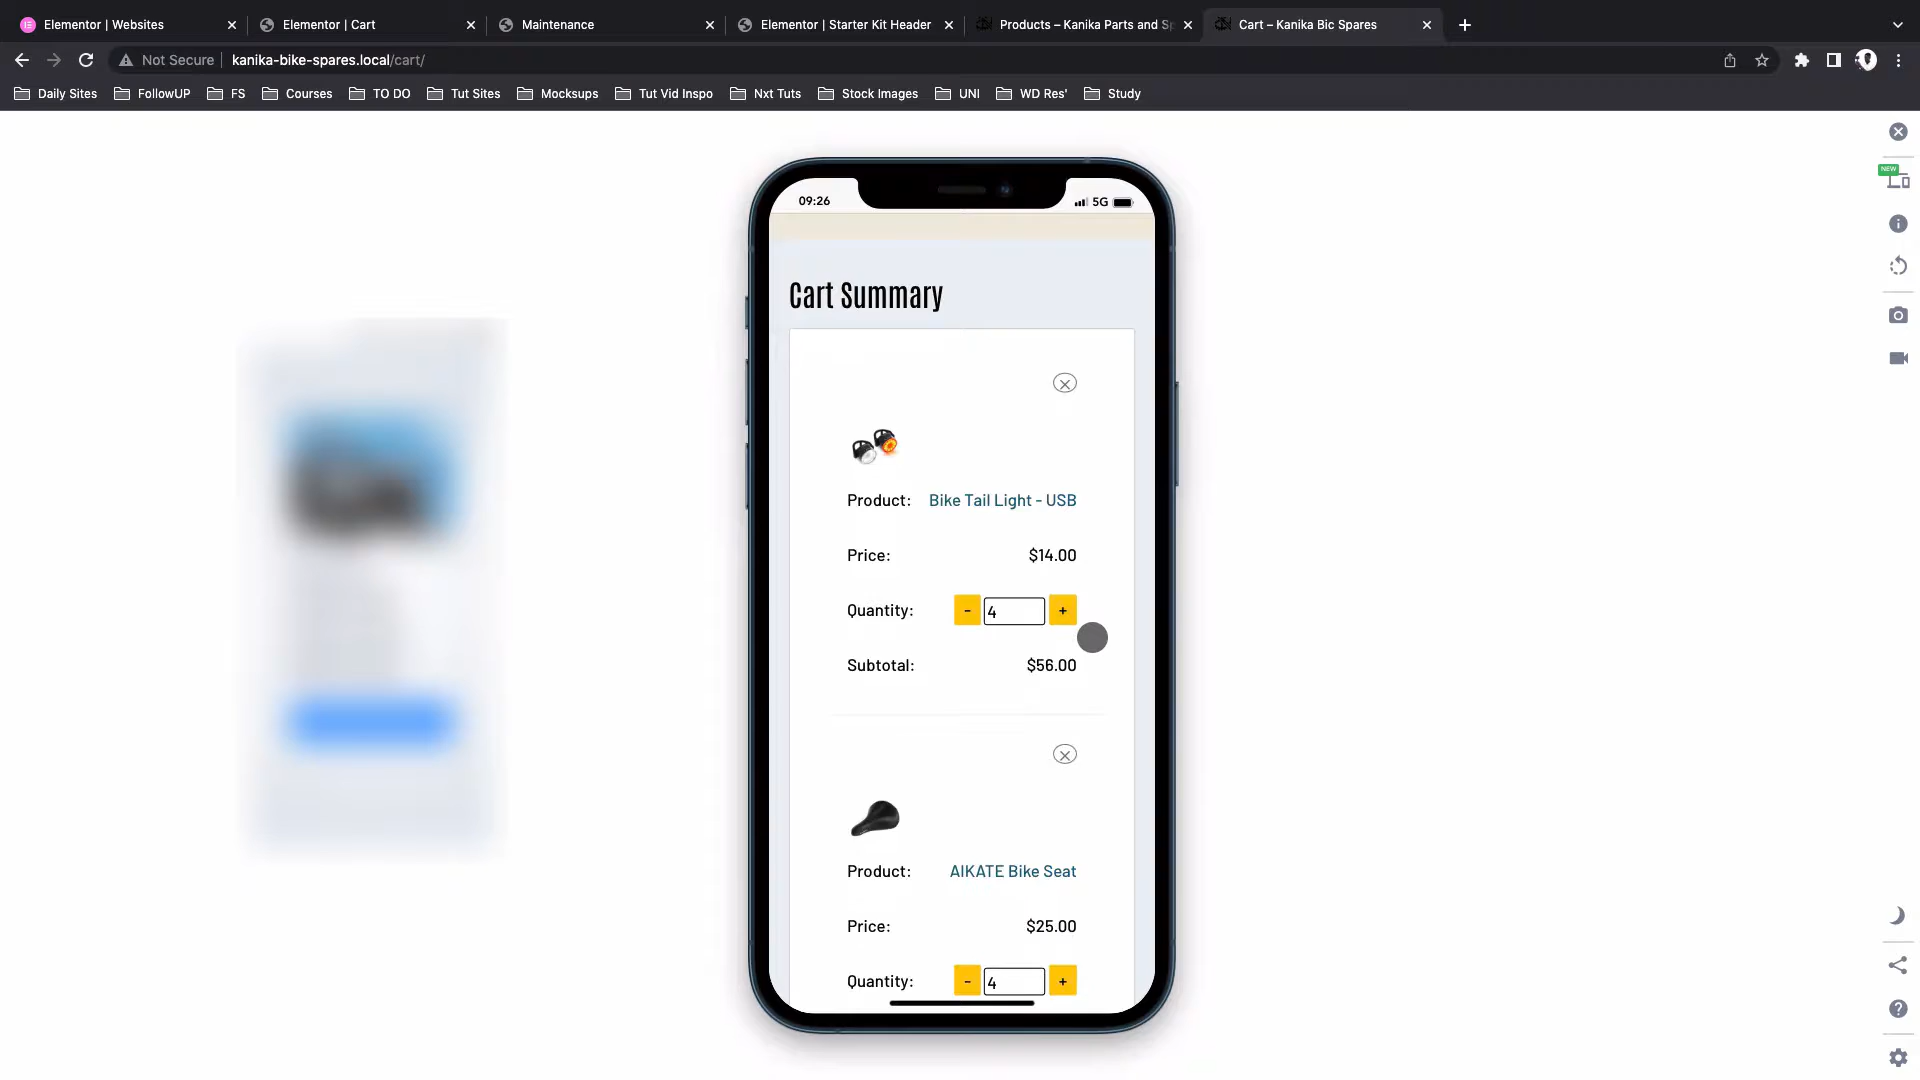 Elementor | Websites
Elementor | Cart
Maintenance
Elementor | Starter Kit Header
Products – Kanika Parts and Sp
Cart – Kanika Bic Spares
Not Secure
kanika-bike-spares.local/cart/
Daily Sites
FollowUP
FS
Courses
TO DO
Tut Sites
Mocksups
Tut Vid Inspo
Nxt Tuts
Stock Images
UNI
WD Res'
Study
NEW
09:26
5G
Cart Summary
Product: Bike Tail Light - USB
Price: $14.00
Quantity: - 4 +
Subtotal: $56.00
Product: AIKATE Bike Seat
Price: $25.00
Quantity: - 4 +